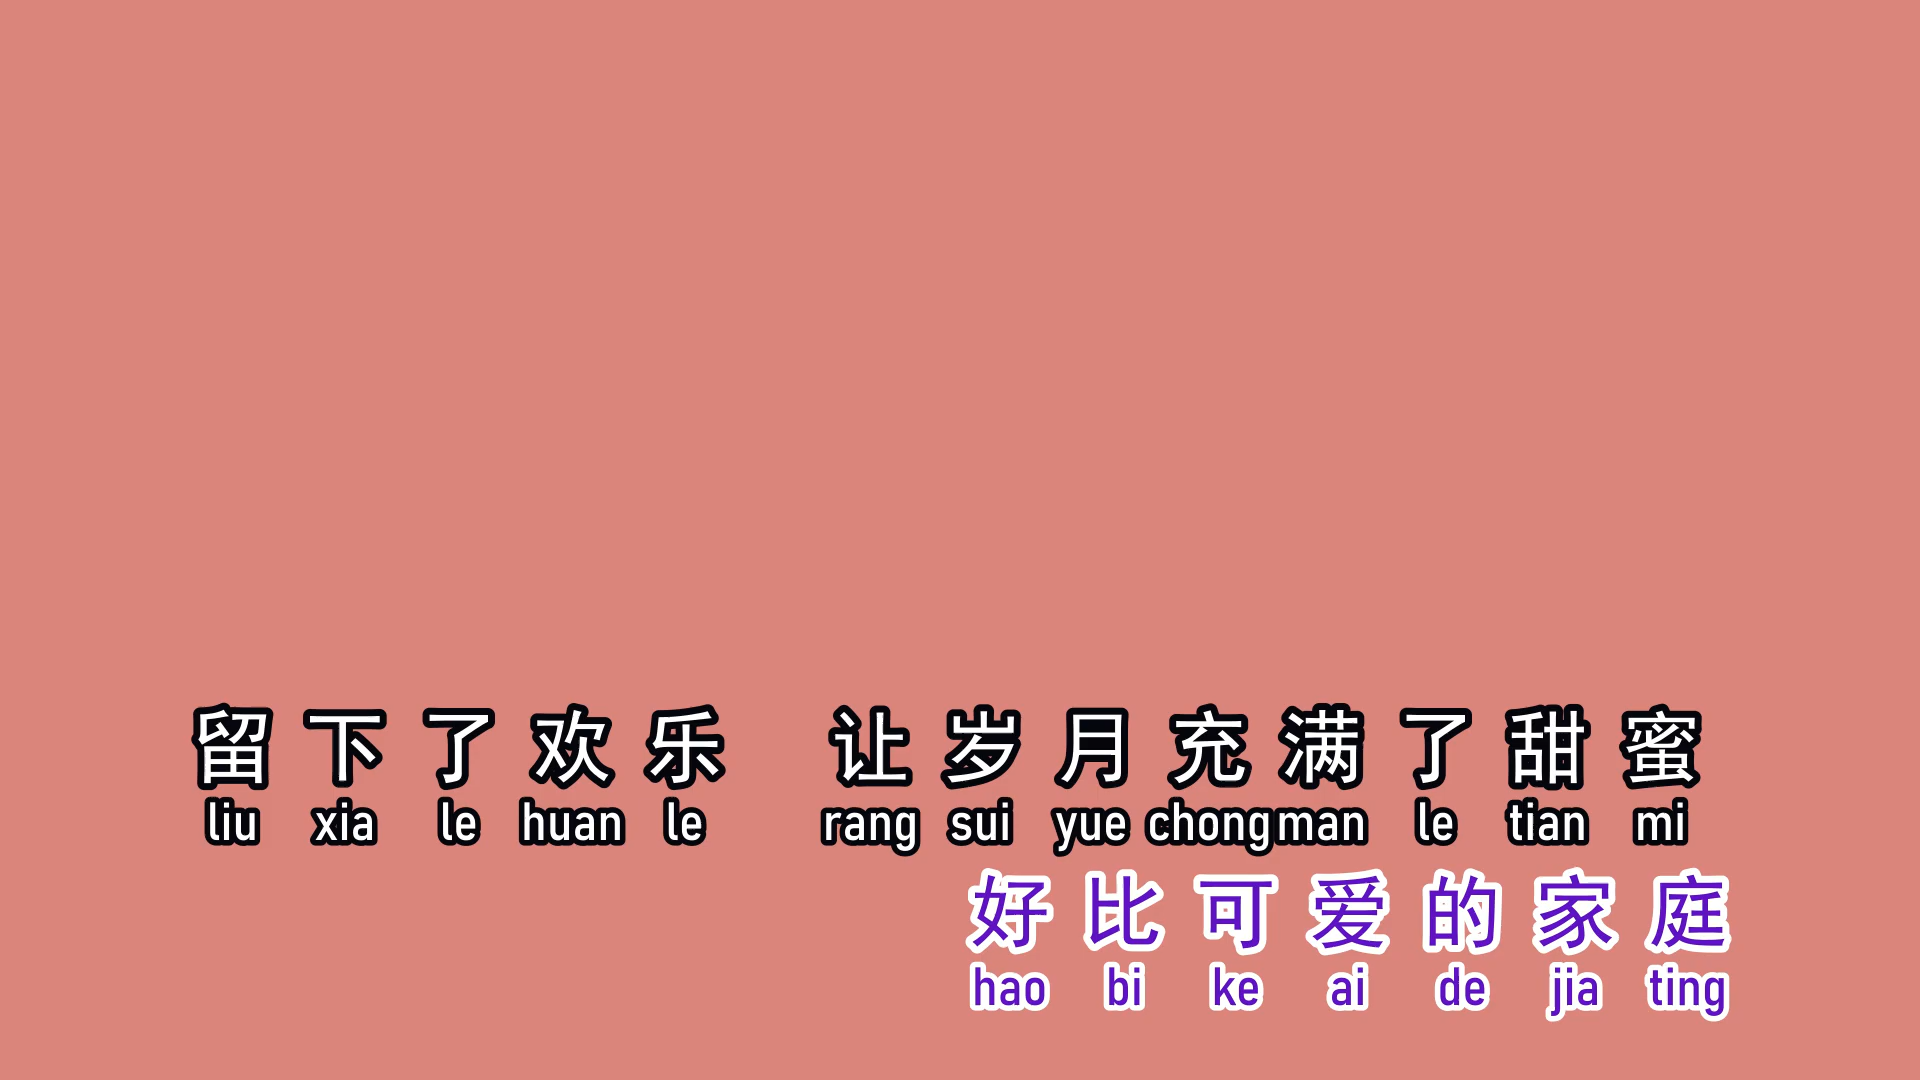 留下了欢乐 让岁月充满了甜蜜
liu xia le huan le rang sui yue chong man le tian mi
好比可爱的家庭
hao bi ke ai de jia ting